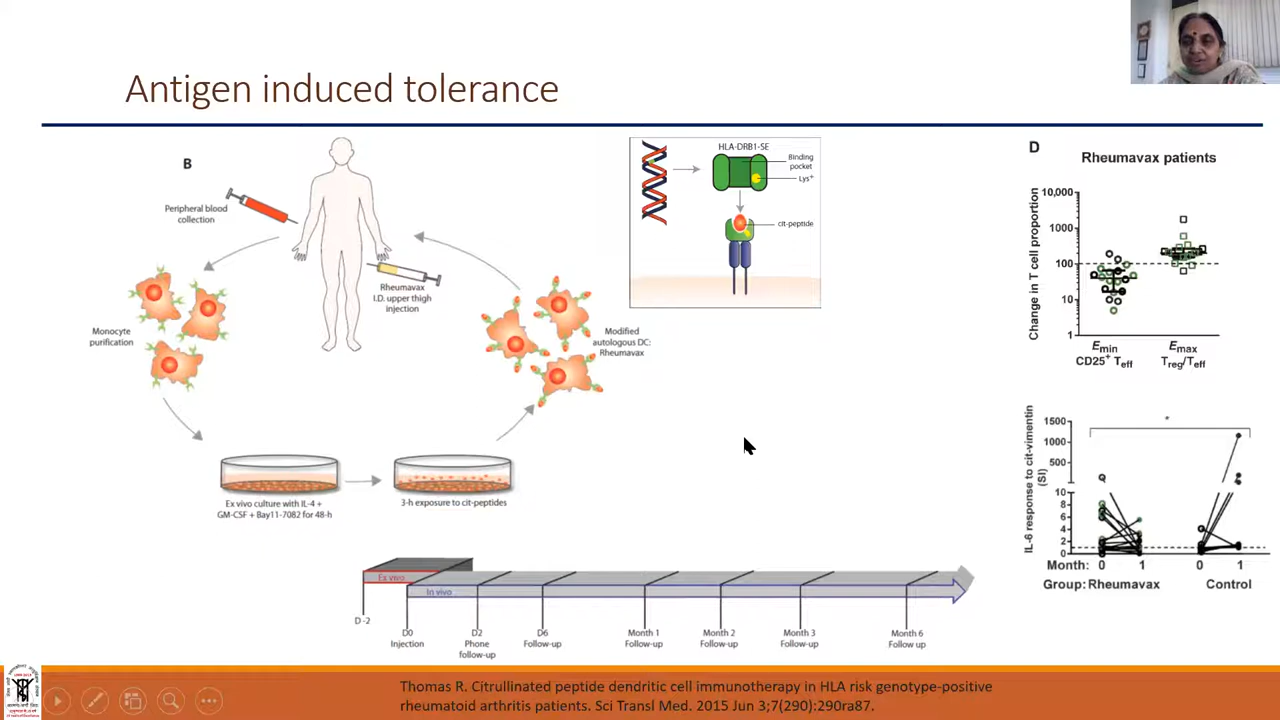 Antigen induced tolerance
B
Peripheral blood
collection
Rheumavax
I.D. upper thigh
injection
Monocyte
purification
Modified
autologous DC:
Rheumavax
Ex vivo culture with IL-4 +
GM-CSF + Bay11-7082 for 48-h
3-h exposure to cit-peptides
HLA-DRB1-SE
Binding
pocket
Lys+
cit-peptide
D
Rheumavax patients
Change in T cell proportion
10,000
1000
100
10
1
Emin
CD25+ Teff
Emax
Treg/Teff
IL-6 response to cit-vimentin
(SI)
1500
1000
500
10
8
6
4
2
0
*
Month: 0 1 0 1
Group: Rheumavax Control
Ex vivo
In vivo
D -2
D0
Injection
D2
Phone
follow-up
D6
Follow-up
Month 1
Follow-up
Month 2
Follow-up
Month 3
Follow-up
Month 6
Follow up
Thomas R. Citrullinated peptide dendritic cell immunotherapy in HLA risk genotype-positive
rheumatoid arthritis patients. Sci Transl Med. 2015 Jun 3;7(290):290ra87.